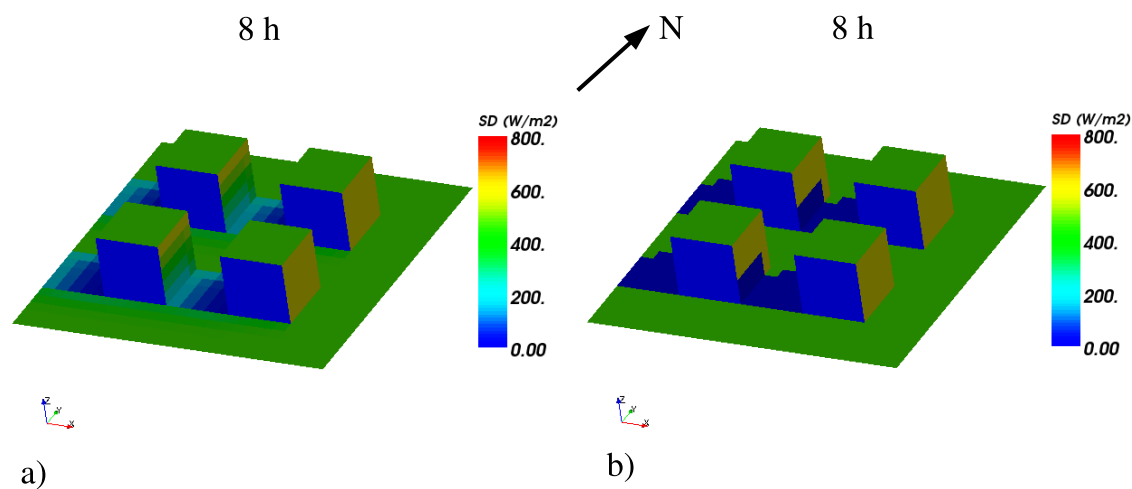 8 h
N
8 h
SD (W/m2)
800.
600.
400.
200.
0.00
SD (W/m2)
800.
600.
400.
200.
0.00
Z
Y
X
Z
Y
X
a)
b)